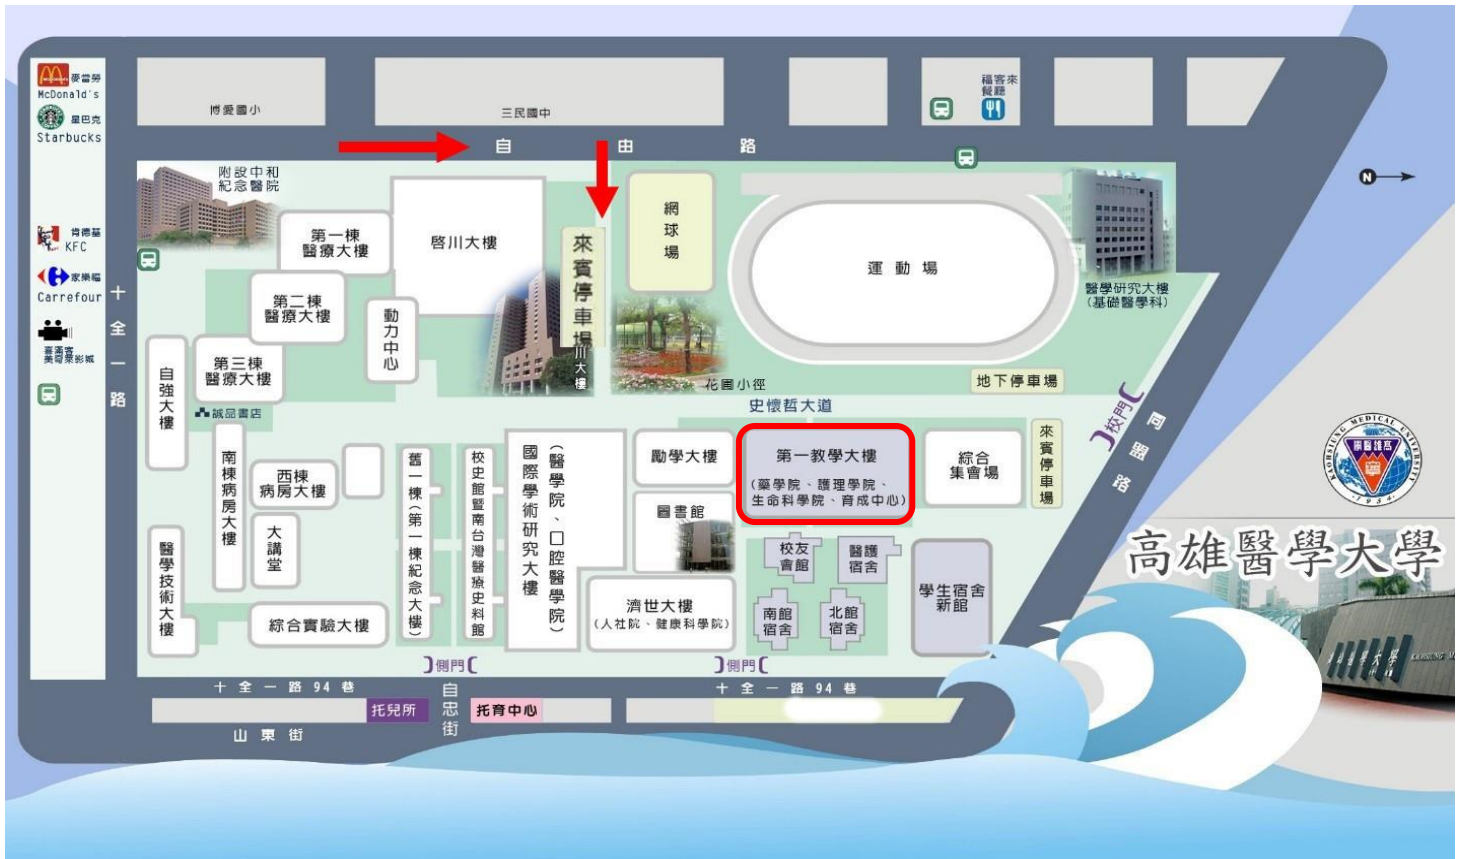 麥當勞
McDonald's
星巴克
Starbucks
肯德基
KFC
家樂福
Carrefour
喜滿客
美奇萊影城
十全一路
博愛國小
三民國中
福客來
餐廳
自由路
N
附設中和
紀念醫院
第一棟
醫療大樓
啓川大樓
來賓停車場
川大樓
網球場
運動場
醫學研究大樓
(基礎醫學科)
第二棟
醫療大樓
動力中心
第三棟
醫療大樓
自強大樓
誠品書店
花園小徑
地下停車場
史懷哲大道
校門
同盟路
南棟病房大樓
西棟
病房大樓
大講堂
舊一棟(第一棟紀念大樓)
校史館暨南台灣醫療史料館
國際學術研究大樓
(醫學院、口腔醫學院)
勵學大樓
第一教學大樓
(藥學院、護理學院、
生命科學院、育成中心)
綜合
集會場
來賓停車場
圖書館
校友
會館
醫護
宿舍
醫學技術大樓
綜合實驗大樓
濟世大樓
(人社院、健康科學院)
南館
宿舍
北館
宿舍
學生宿舍
新館
側門
側門
十全一路94巷
十全一路94巷
托兒所
自忠街
托育中心
山東街
KAOHSIUNG MEDICAL UNIVERSITY
1954
高雄醫學大學